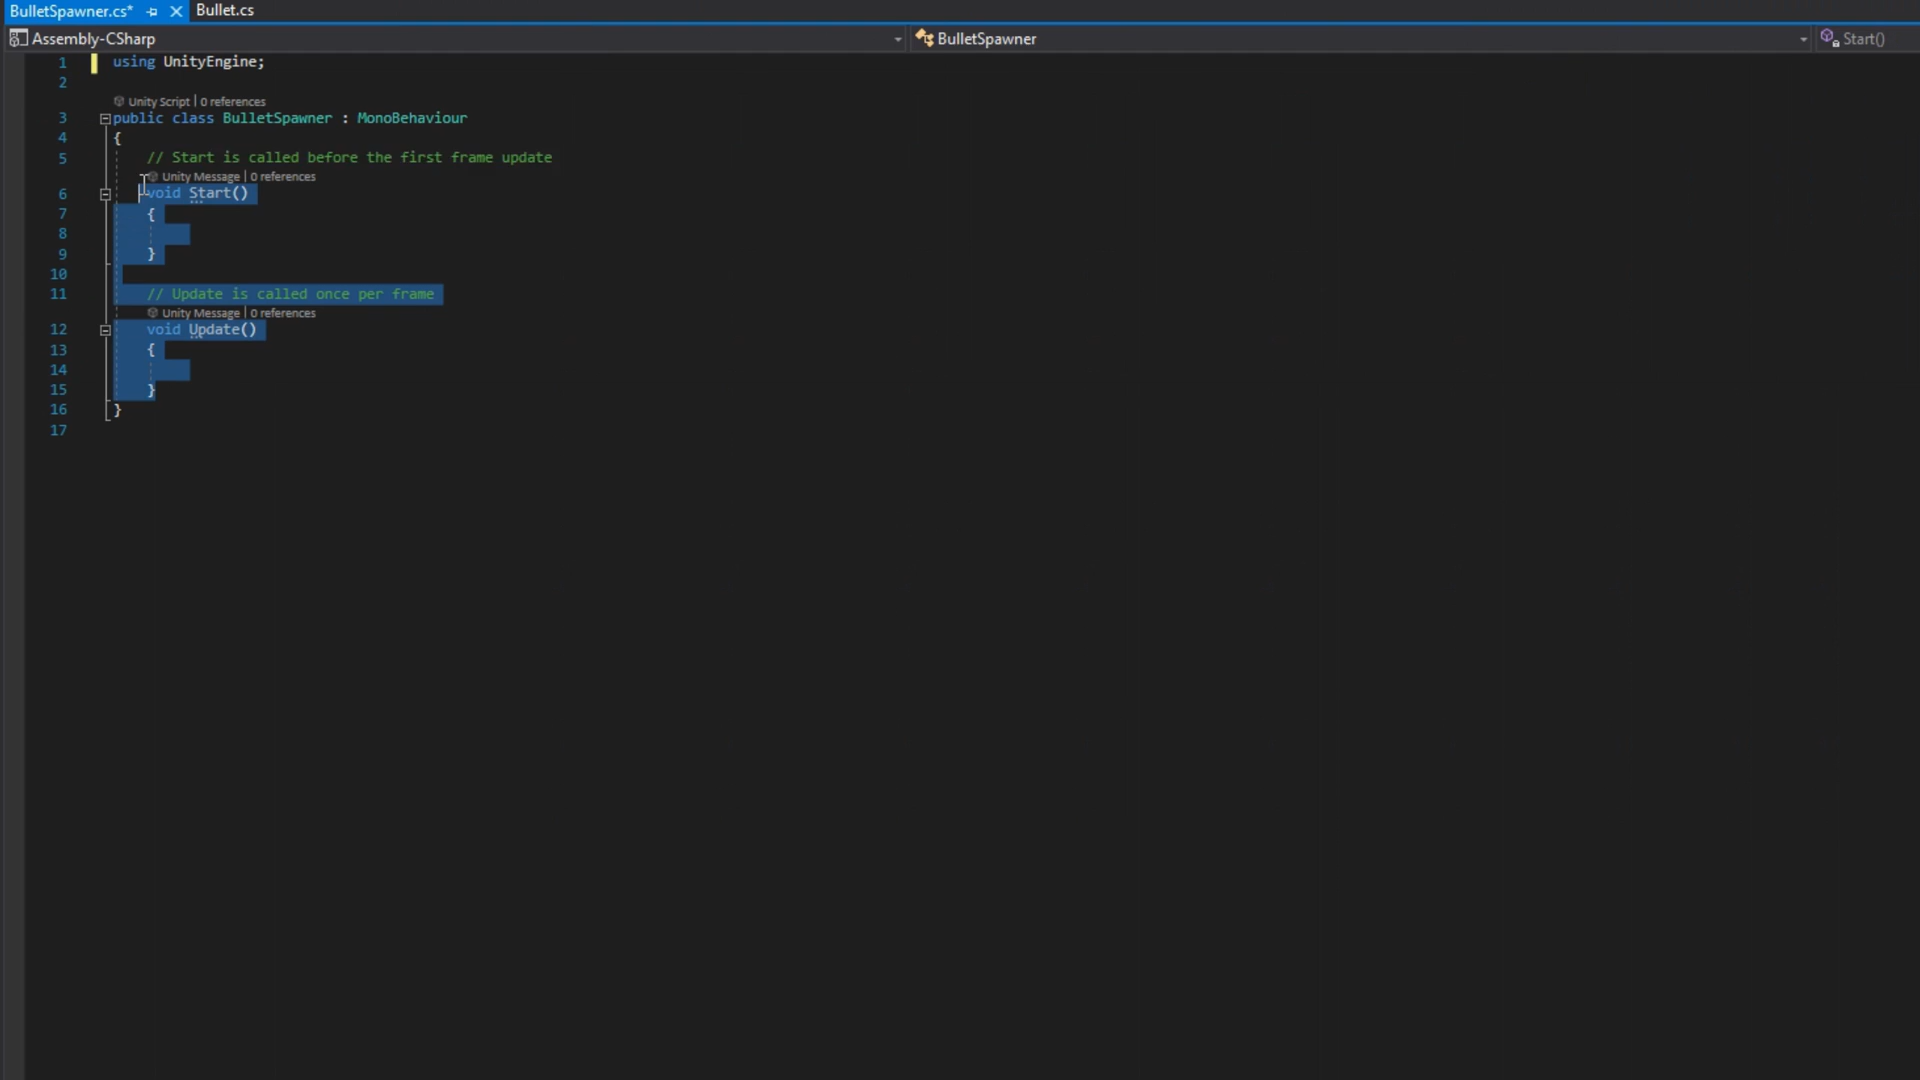 BulletSpawner.cs* Bullet.cs
Assembly-CSharp BulletSpawner Start()
1 using UnityEngine;
2
Unity Script | 0 references
3 public class BulletSpawner : MonoBehaviour
4 {
5 // Start is called before the first frame update
Unity Message | 0 references
6 void Start()
7 {
8
9 }
10
11 // Update is called once per frame
Unity Message | 0 references
12 void Update()
13 {
14
15 }
16 }
17